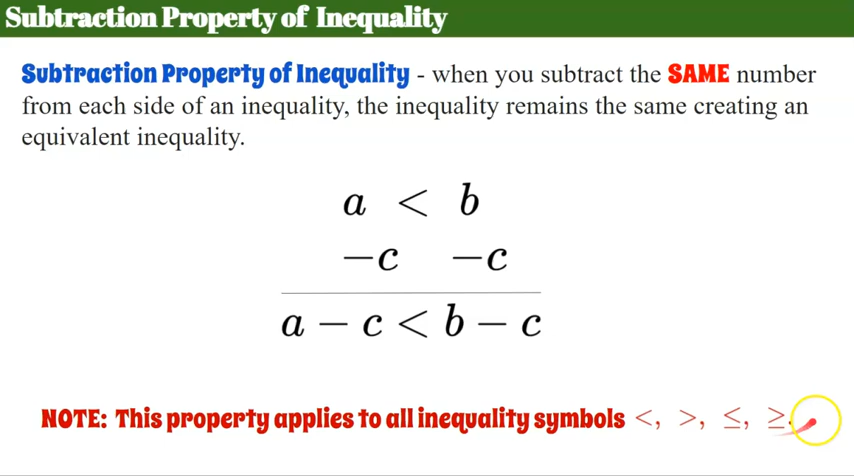 Subtraction Property of Inequality
Subtraction Property of Inequality - when you subtract the SAME number
from each side of an inequality, the inequality remains the same creating an
equivalent inequality.
a < b
−c −c
a − c < b − c
NOTE: This property applies to all inequality symbols <, >, ≤, ≥.